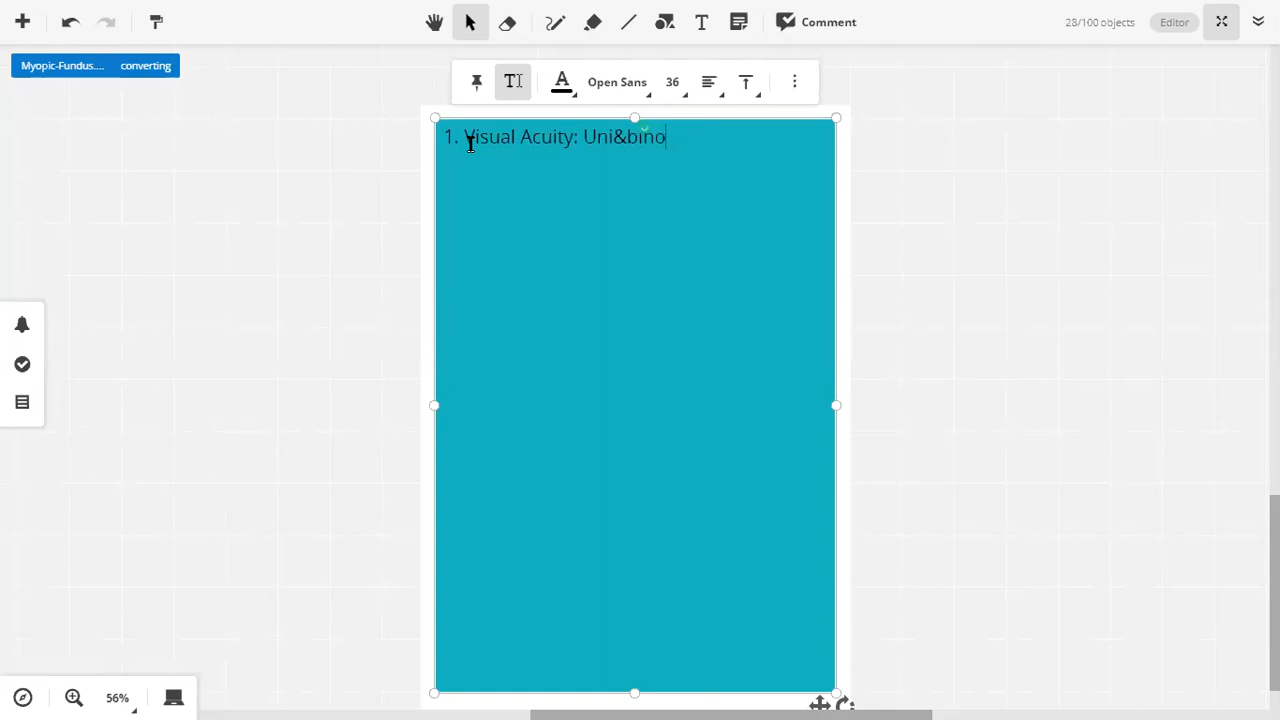 Comment
28/100 objects
Editor
Myopic-Fundus.... converting
Open Sans
36
1. Visual Acuity: Uni&bino
56%